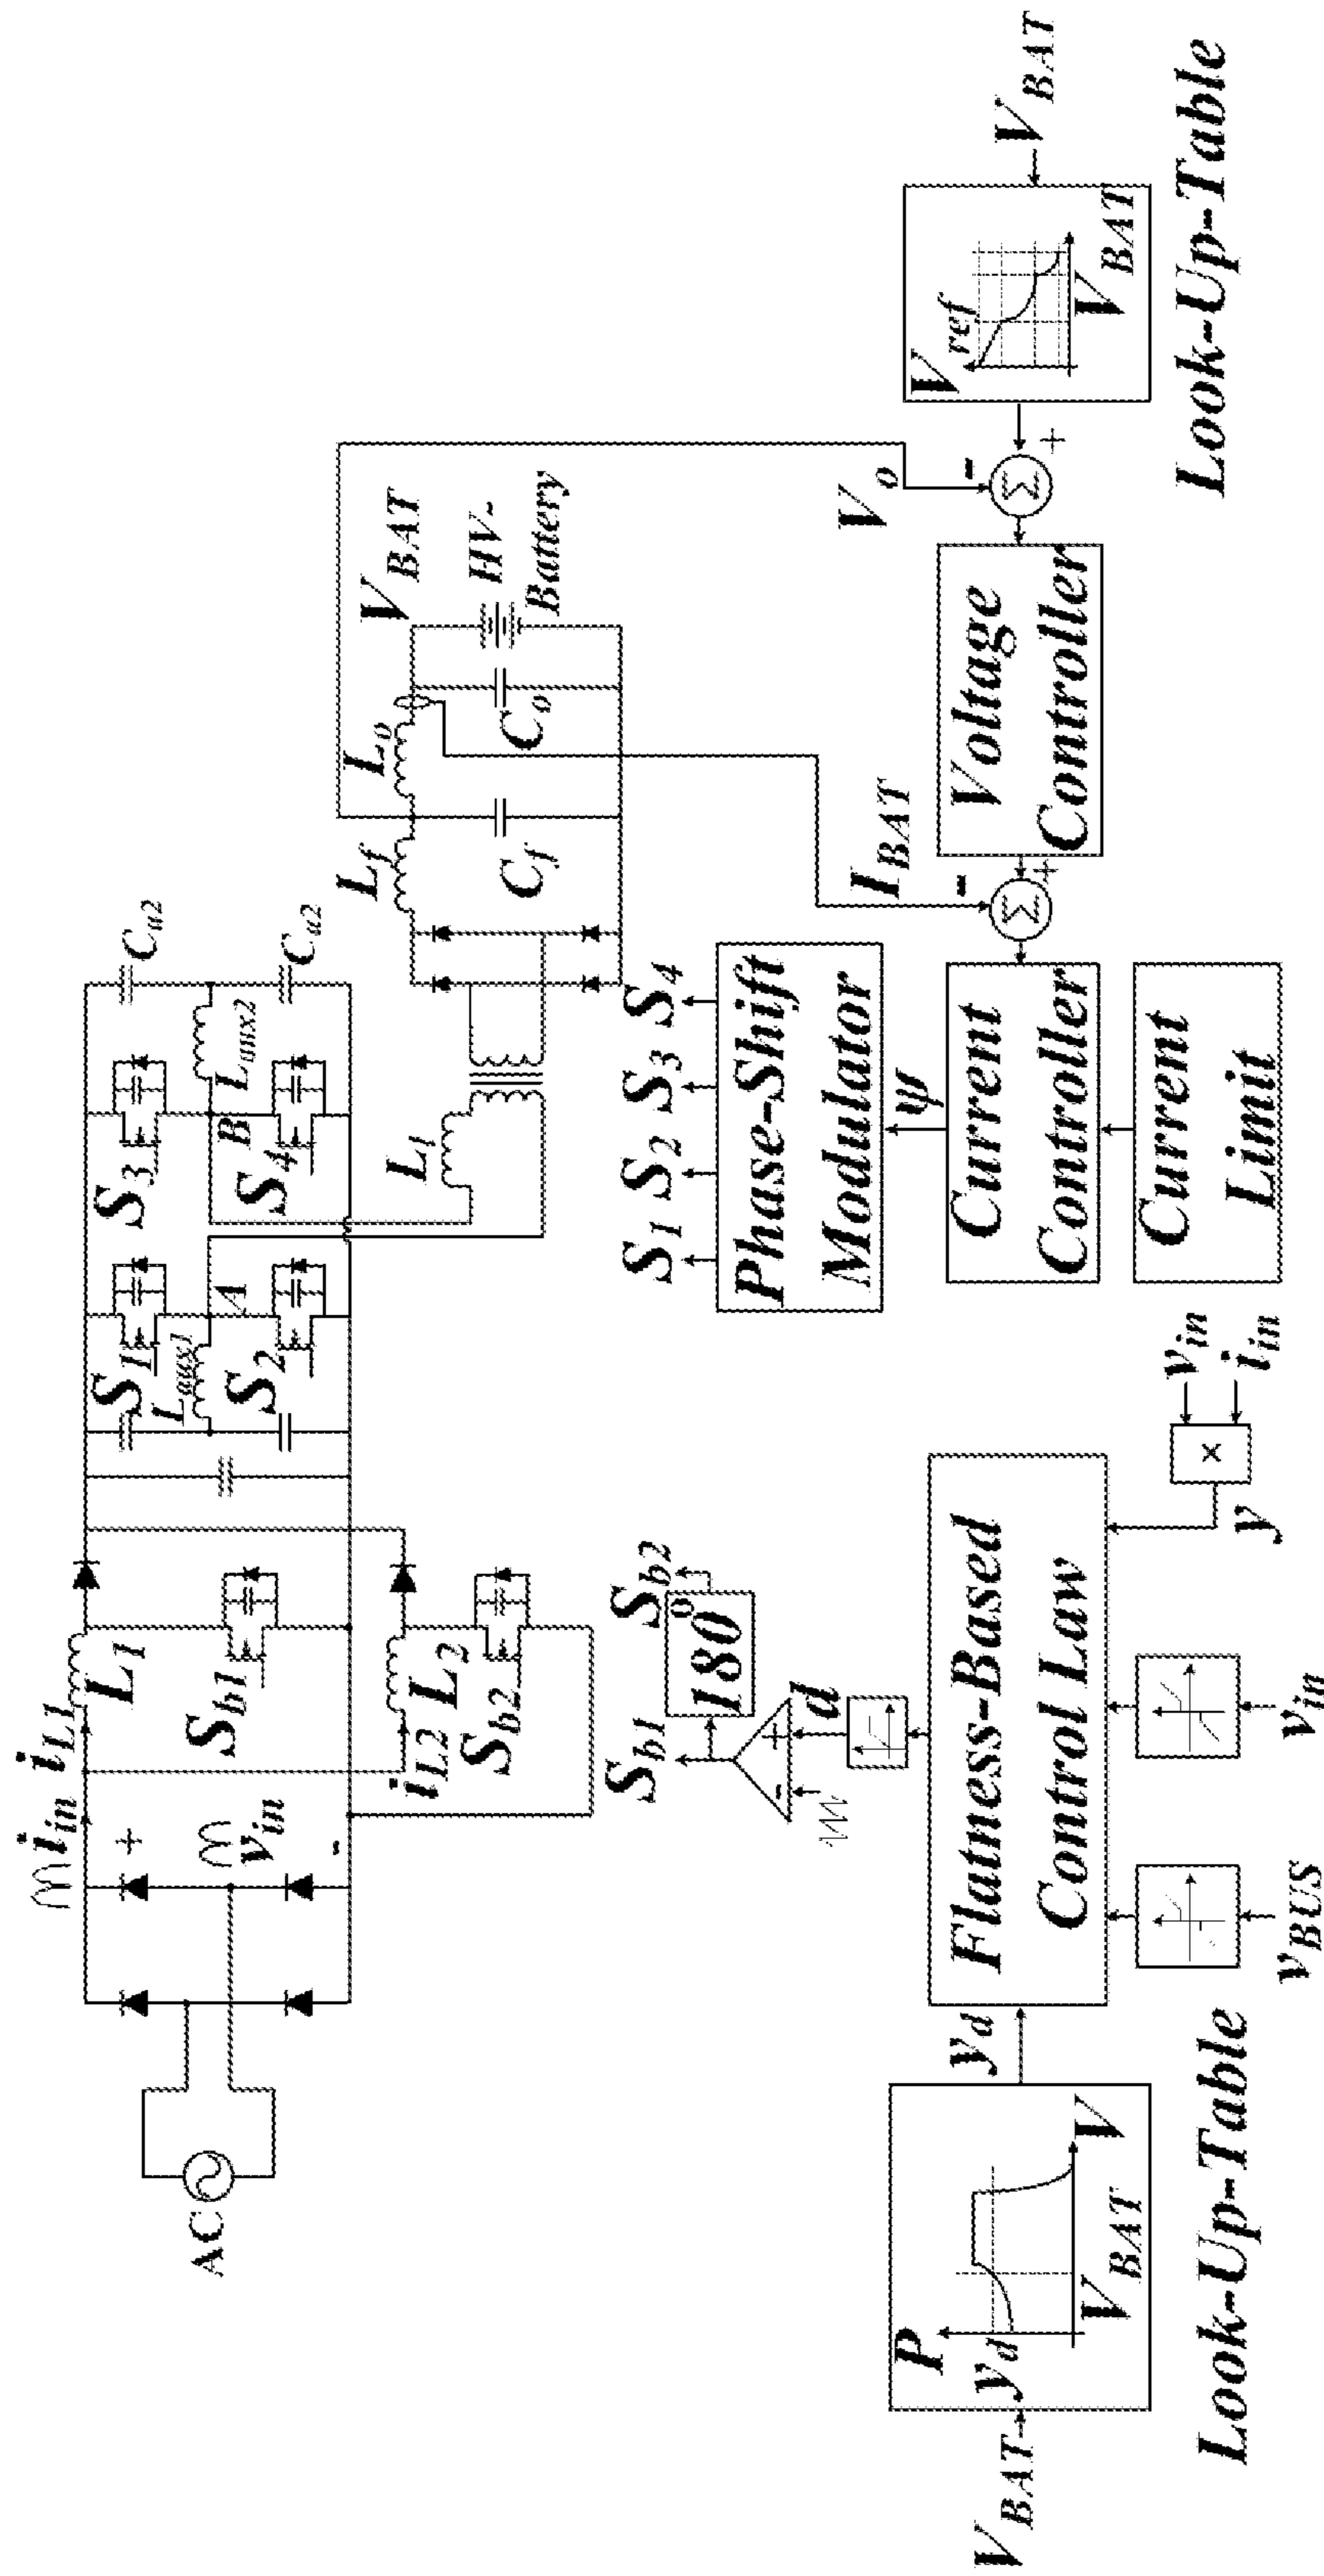 AC
i_in
i_L1
L_1
+
v_in
-
S_b1
i_L2
L_2
S_b2
S_1
L_aux1
A
S_2
S_3
B
S_4
L_aux2
C_a2
C_a2
L_1
L_f
L_o
V_BAT
C_f
C_o
HV-
Battery
S_b1
S_b2
180°
d
- +
V_BAT
P
y_d
V_BAT
V
Look-Up-Table
y_d
Flatness-Based
Control Law
v_BUS
v_in
y
×
v_in
i_in
S_1 S_2 S_3 S_4
Phase-Shift
Modulator
ψ
Current
Controller
Current
Limit
I_BAT
-
Σ
+
Voltage
Controller
V_o
-
Σ
+
V_ref
V_BAT
V_BAT
Look-Up-Table